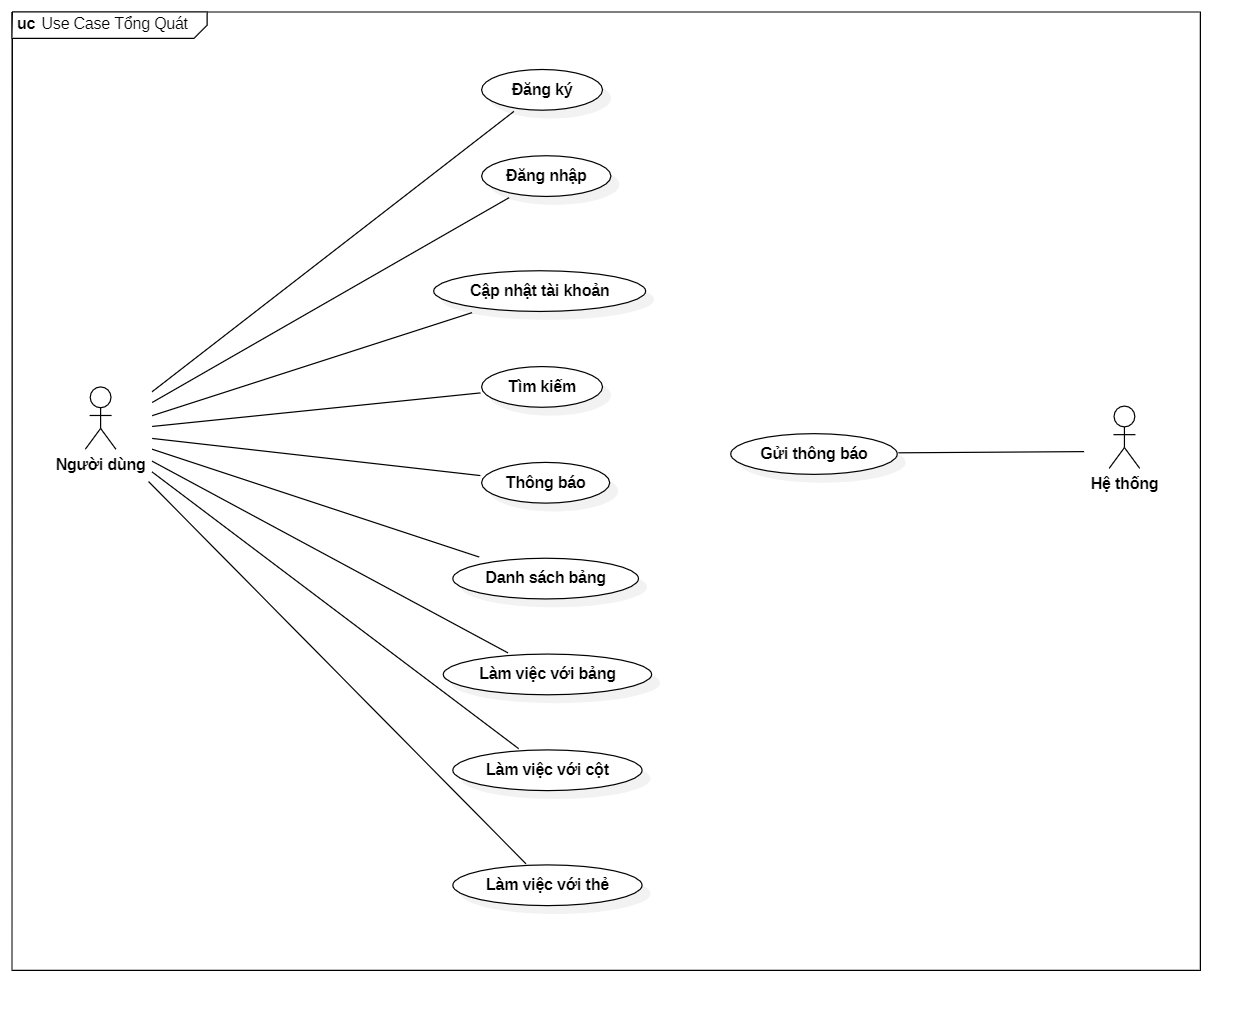 uc Use Case Tổng Quát
Đăng ký
Đăng nhập
Cập nhật tài khoản
Tìm kiếm
Người dùng
Gửi thông báo
Hệ thống
Thông báo
Danh sách bảng
Làm việc với bảng
Làm việc với cột
Làm việc với thẻ